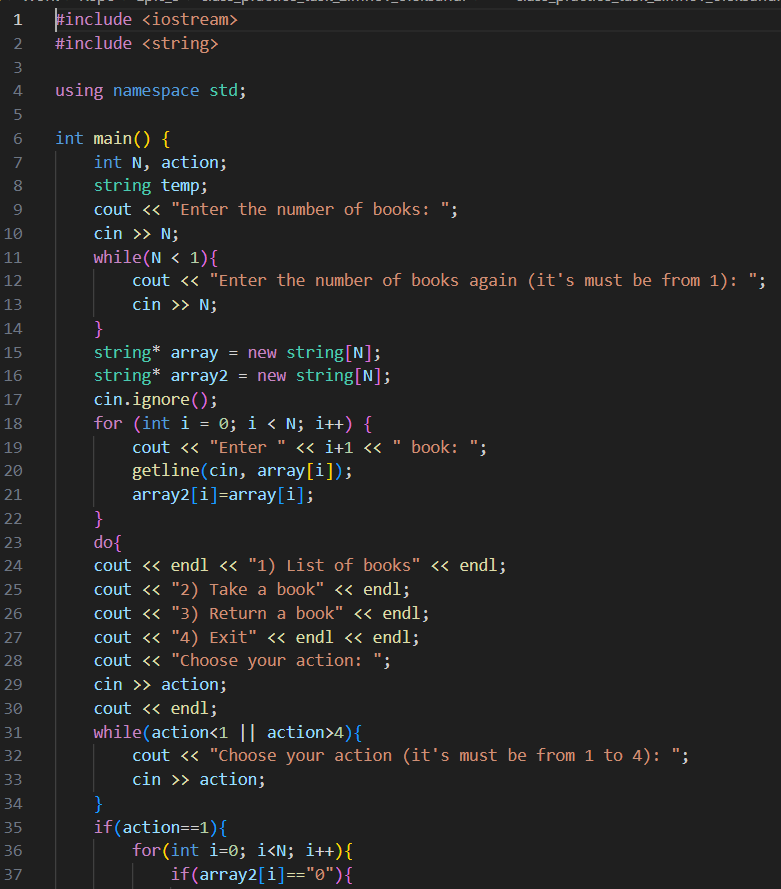 1 #include <iostream>
2 #include <string>
3
4 using namespace std;
5
6 int main() {
7     int N, action;
8     string temp;
9     cout << "Enter the number of books: ";
10     cin >> N;
11     while(N < 1){
12         cout << "Enter the number of books again (it's must be from 1): ";
13         cin >> N;
14     }
15     string* array = new string[N];
16     string* array2 = new string[N];
17     cin.ignore();
18     for (int i = 0; i < N; i++) {
19         cout << "Enter " << i+1 << " book: ";
20         getline(cin, array[i]);
21         array2[i]=array[i];
22     }
23     do{
24     cout << endl << "1) List of books" << endl;
25     cout << "2) Take a book" << endl;
26     cout << "3) Return a book" << endl;
27     cout << "4) Exit" << endl << endl;
28     cout << "Choose your action: ";
29     cin >> action;
30     cout << endl;
31     while(action<1 || action>4){
32         cout << "Choose your action (it's must be from 1 to 4): ";
33         cin >> action;
34     }
35     if(action==1){
36         for(int i=0; i<N; i++){
37             if(array2[i]=="0"){